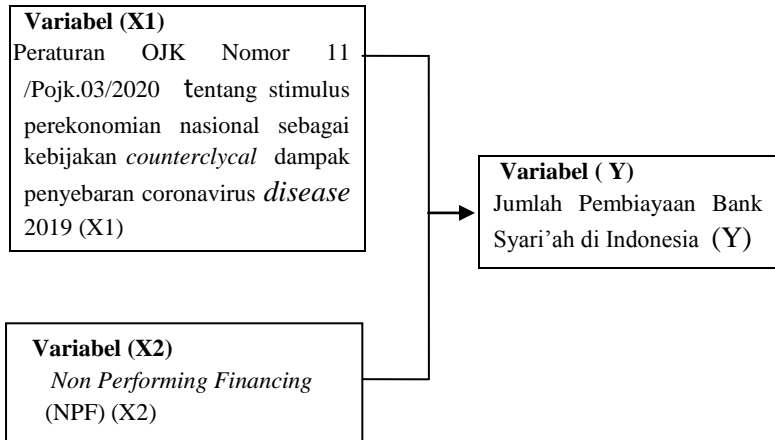 Variabel (X1)
Peraturan OJK Nomor 11
/Pojk.03/2020 tentang stimulus
perekonomian nasional sebagai
kebijakan counterclycal dampak
penyebaran coronavirus disease
2019 (X1)
Variabel ( Y)
Jumlah Pembiayaan Bank
Syari’ah di Indonesia (Y)
Variabel (X2)
Non Performing Financing
(NPF) (X2)